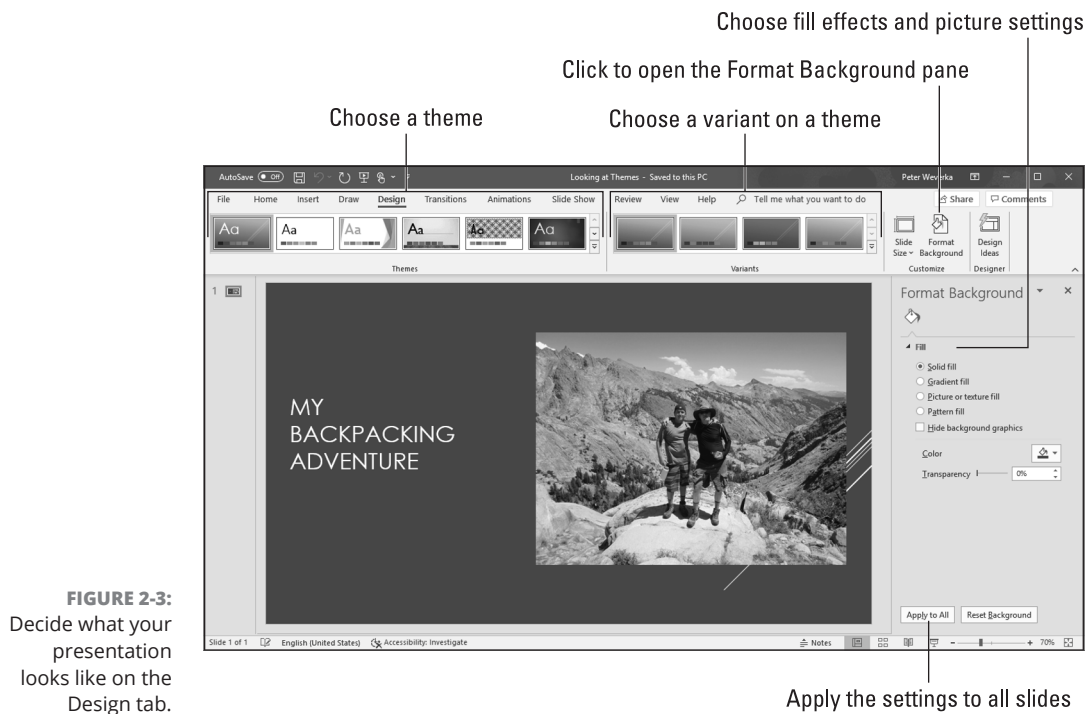 Choose fill effects and picture settings
Click to open the Format Background pane
Choose a theme
Choose a variant on a theme
AutoSave Off
Looking at Themes - Saved to this PC
Peter Weverka
File Home Insert Draw Design Transitions Animations Slide Show Review View Help Tell me what you want to do
Share Comments
Aa Aa Aa Aa Aa Aa
Slide Size
Format Background
Design Ideas
Themes
Variants
Customize
Designer
1
MY
BACKPACKING
ADVENTURE
Format Background
Fill
Solid fill
Gradient fill
Picture or texture fill
Pattern fill
Hide background graphics
Color
Transparency 0%
Apply to All Reset Background
Slide 1 of 1 English (United States) Accessibility: Investigate Notes 70%
Apply the settings to all slides
FIGURE 2-3:
Decide what your
presentation
looks like on the
Design tab.